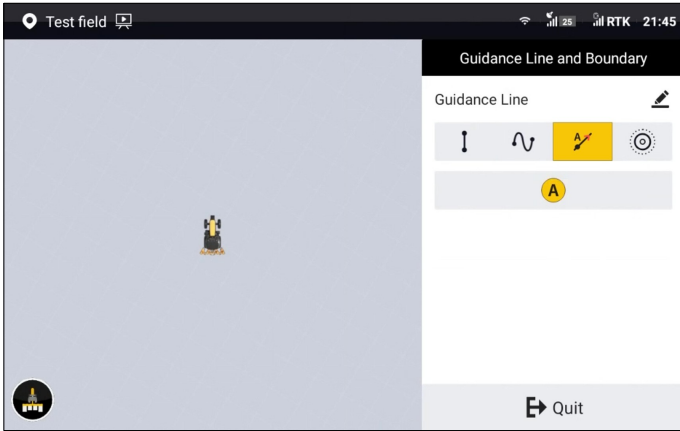 Test field
25 RTK 21:45
Guidance Line and Boundary
Guidance Line
A
A
Quit